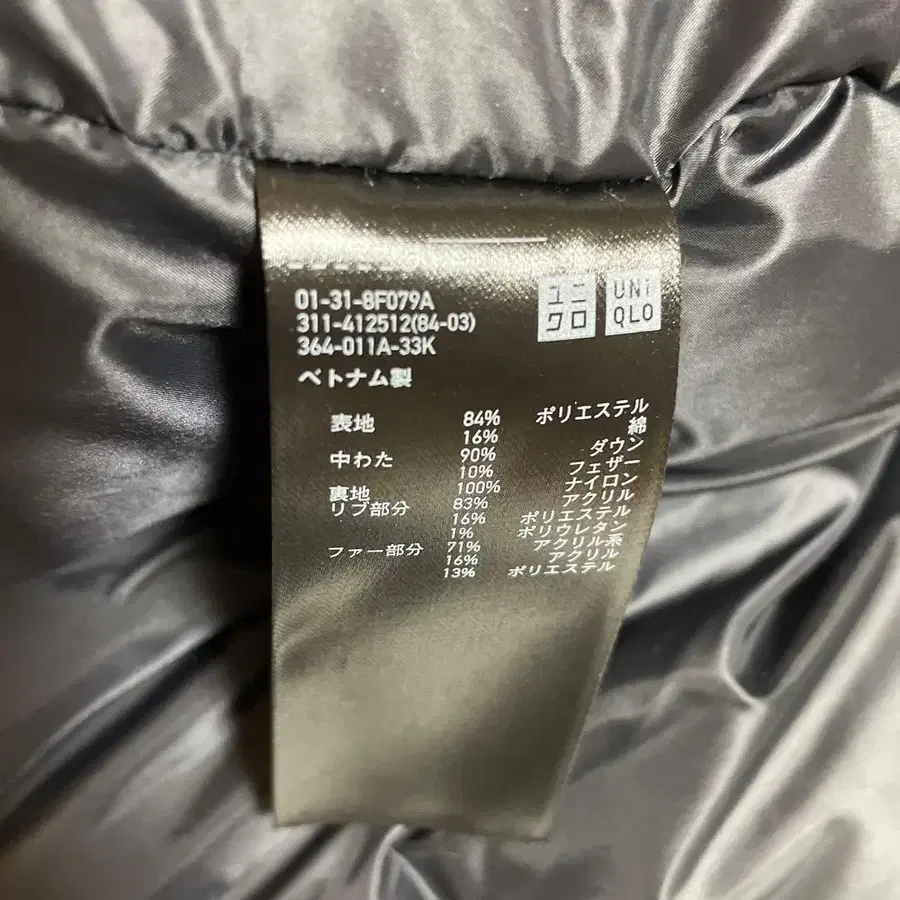 01-31-8F079A
311-412512(84-03)
364-011A-33K
ベトナム製
ユニ
クロ
UNI
QLO
表地 84% ポリエステル
16% 綿
中わた 90% ダウン
10% フェザー
裏地 100% ナイロン
リブ部分 83% アクリル
16% ポリエステル
1% ポリウレタン
ファー部分 71% アクリル系
16% アクリル
13% ポリエステル